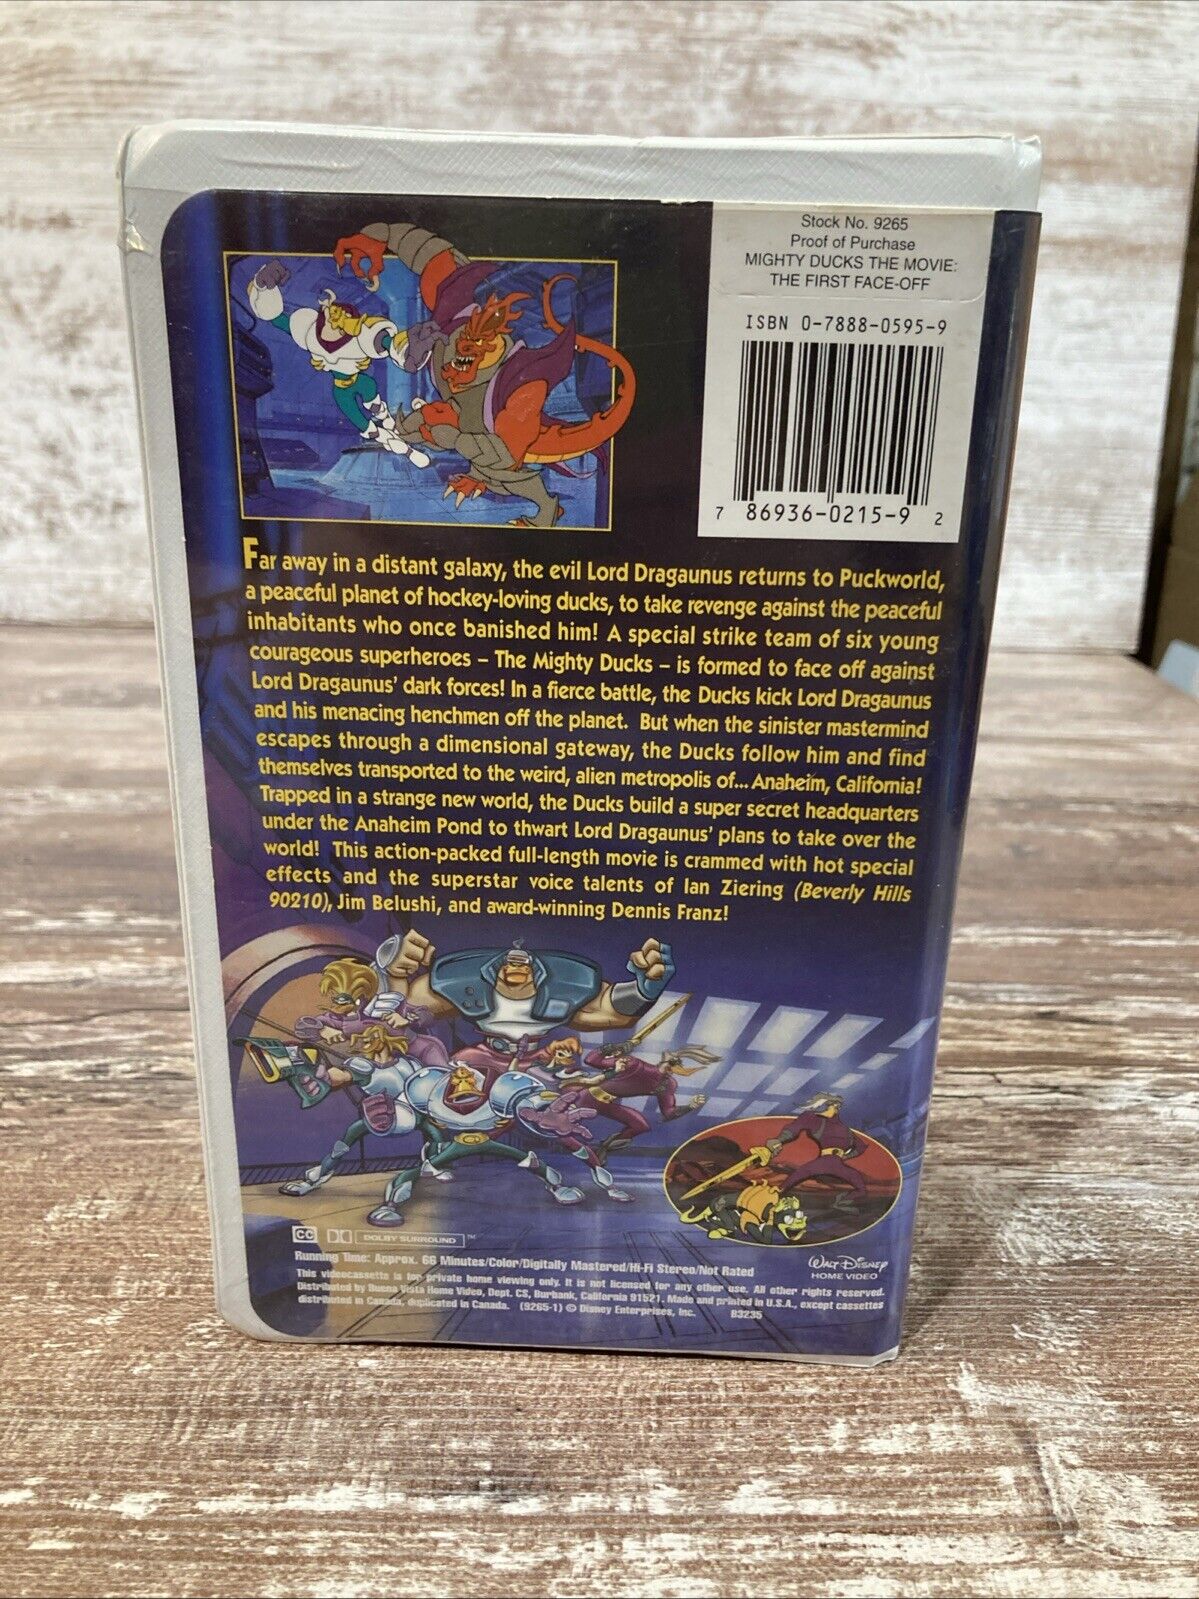 Stock No. 9265
Proof of Purchase
MIGHTY DUCKS THE MOVIE:
THE FIRST FACE-OFF
ISBN 0-7888-0595-9
7 86936-0215-9 2
Far away in a distant galaxy, the evil Lord Dragaunus returns to Puckworld,
a peaceful planet of hockey-loving ducks, to take revenge against the peaceful
inhabitants who once banished him! A special strike team of six young
courageous superheroes – The Mighty Ducks – is formed to face off against
Lord Dragaunus' dark forces! In a fierce battle, the Ducks kick Lord Dragaunus
and his menacing henchmen off the planet. But when the sinister mastermind
escapes through a dimensional gateway, the Ducks follow him and find
themselves transported to the weird, alien metropolis of... Anaheim, California!
Trapped in a strange new world, the Ducks build a super secret headquarters
under the Anaheim Pond to thwart Lord Dragaunus' plans to take over the
world! This action-packed full-length movie is crammed with hot special
effects and the superstar voice talents of Ian Ziering (Beverly Hills
90210), Jim Belushi, and award-winning Dennis Franz!
CC DOLBY SURROUND ™
Running Time: Approx. 66 Minutes/Color/Digitally Mastered/Hi-Fi Stereo/Not Rated
This videocassette is for private home viewing only. It is not licensed for any other use. All other rights reserved.
Distributed by Buena Vista Home Video, Dept. CS, Burbank, California 91521. Made and printed in U.S.A., except cassettes
distributed in Canada, duplicated in Canada. (9265-1) © Disney Enterprises, Inc. B3235
WALT DISNEY
HOME VIDEO